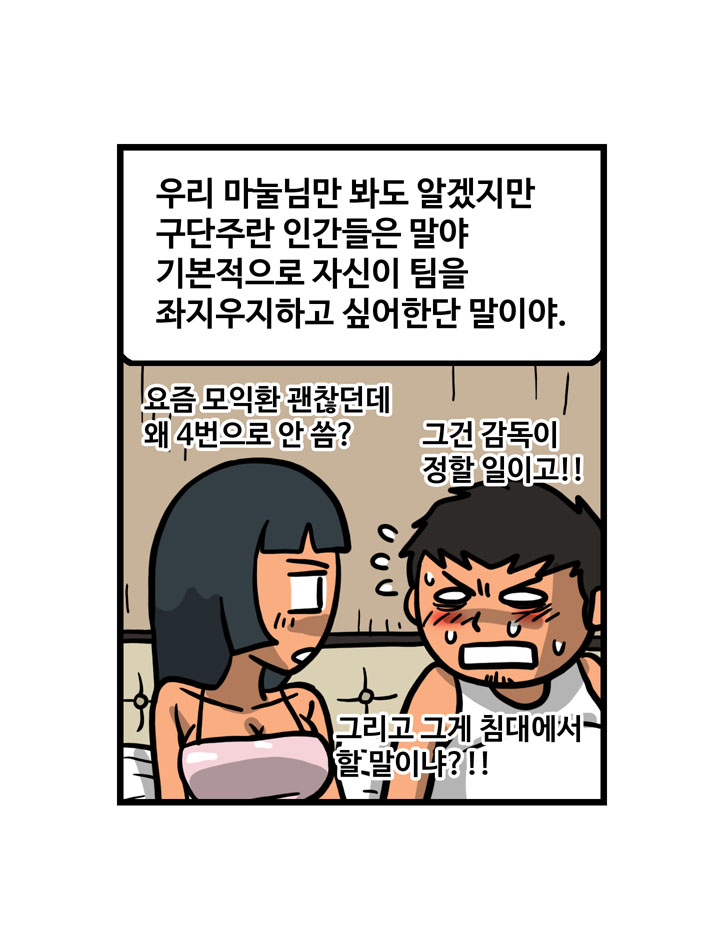 우리 마눌님만 봐도 알겠지만
구단주란 인간들은 말야
기본적으로 자신이 팀을
좌지우지하고 싶어한단 말이야.
요즘 모익환 괜찮던데
왜 4번으로 안 씀?
그건 감독이
정할 일이고!!
그리고 그게 침대에서
할 말이냐?!!